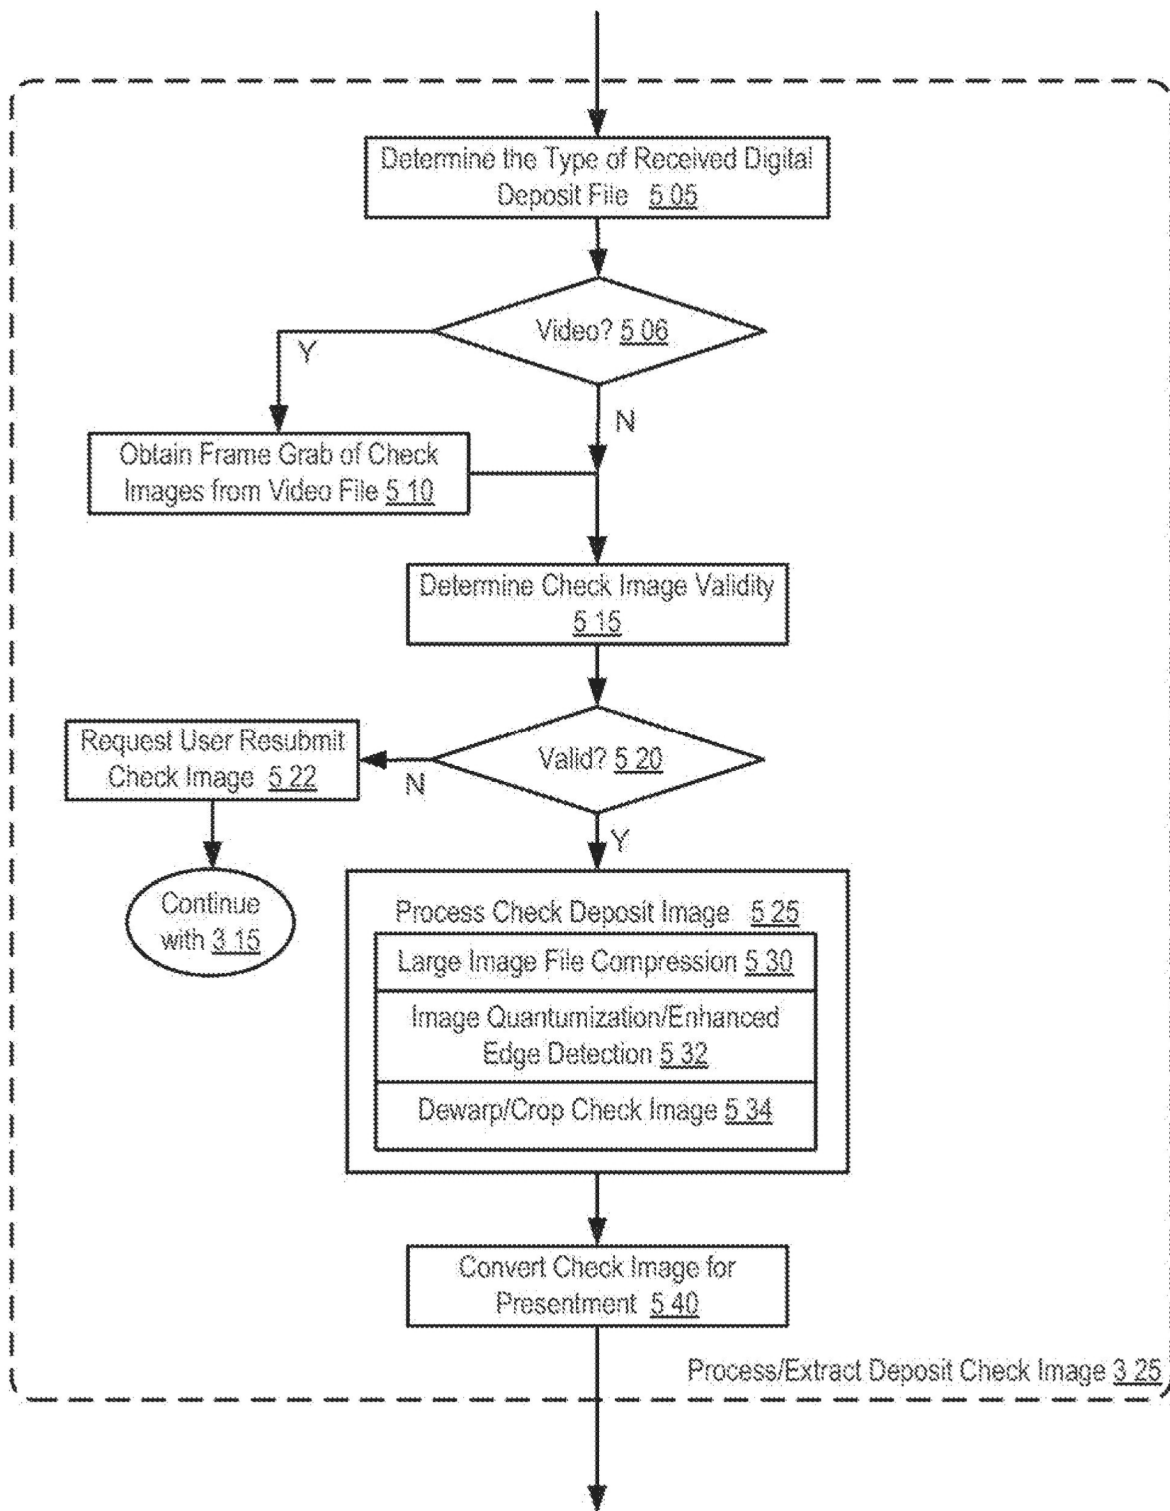 Determine the Type of Received Digital
Deposit File 5.05
Video? 5.06
Y
N
Obtain Frame Grab of Check
Images from Video File 5.10
Determine Check Image Validity
5.15
Request User Resubmit
Check Image 5.22
Valid? 5.20
N
Y
Continue
with 3.15
Process Check Deposit Image 5.25
Large Image File Compression 5.30
Image Quantumization/Enhanced
Edge Detection 5.32
Dewarp/Crop Check Image 5.34
Convert Check Image for
Presentment 5.40
Process/Extract Deposit Check Image 3.25